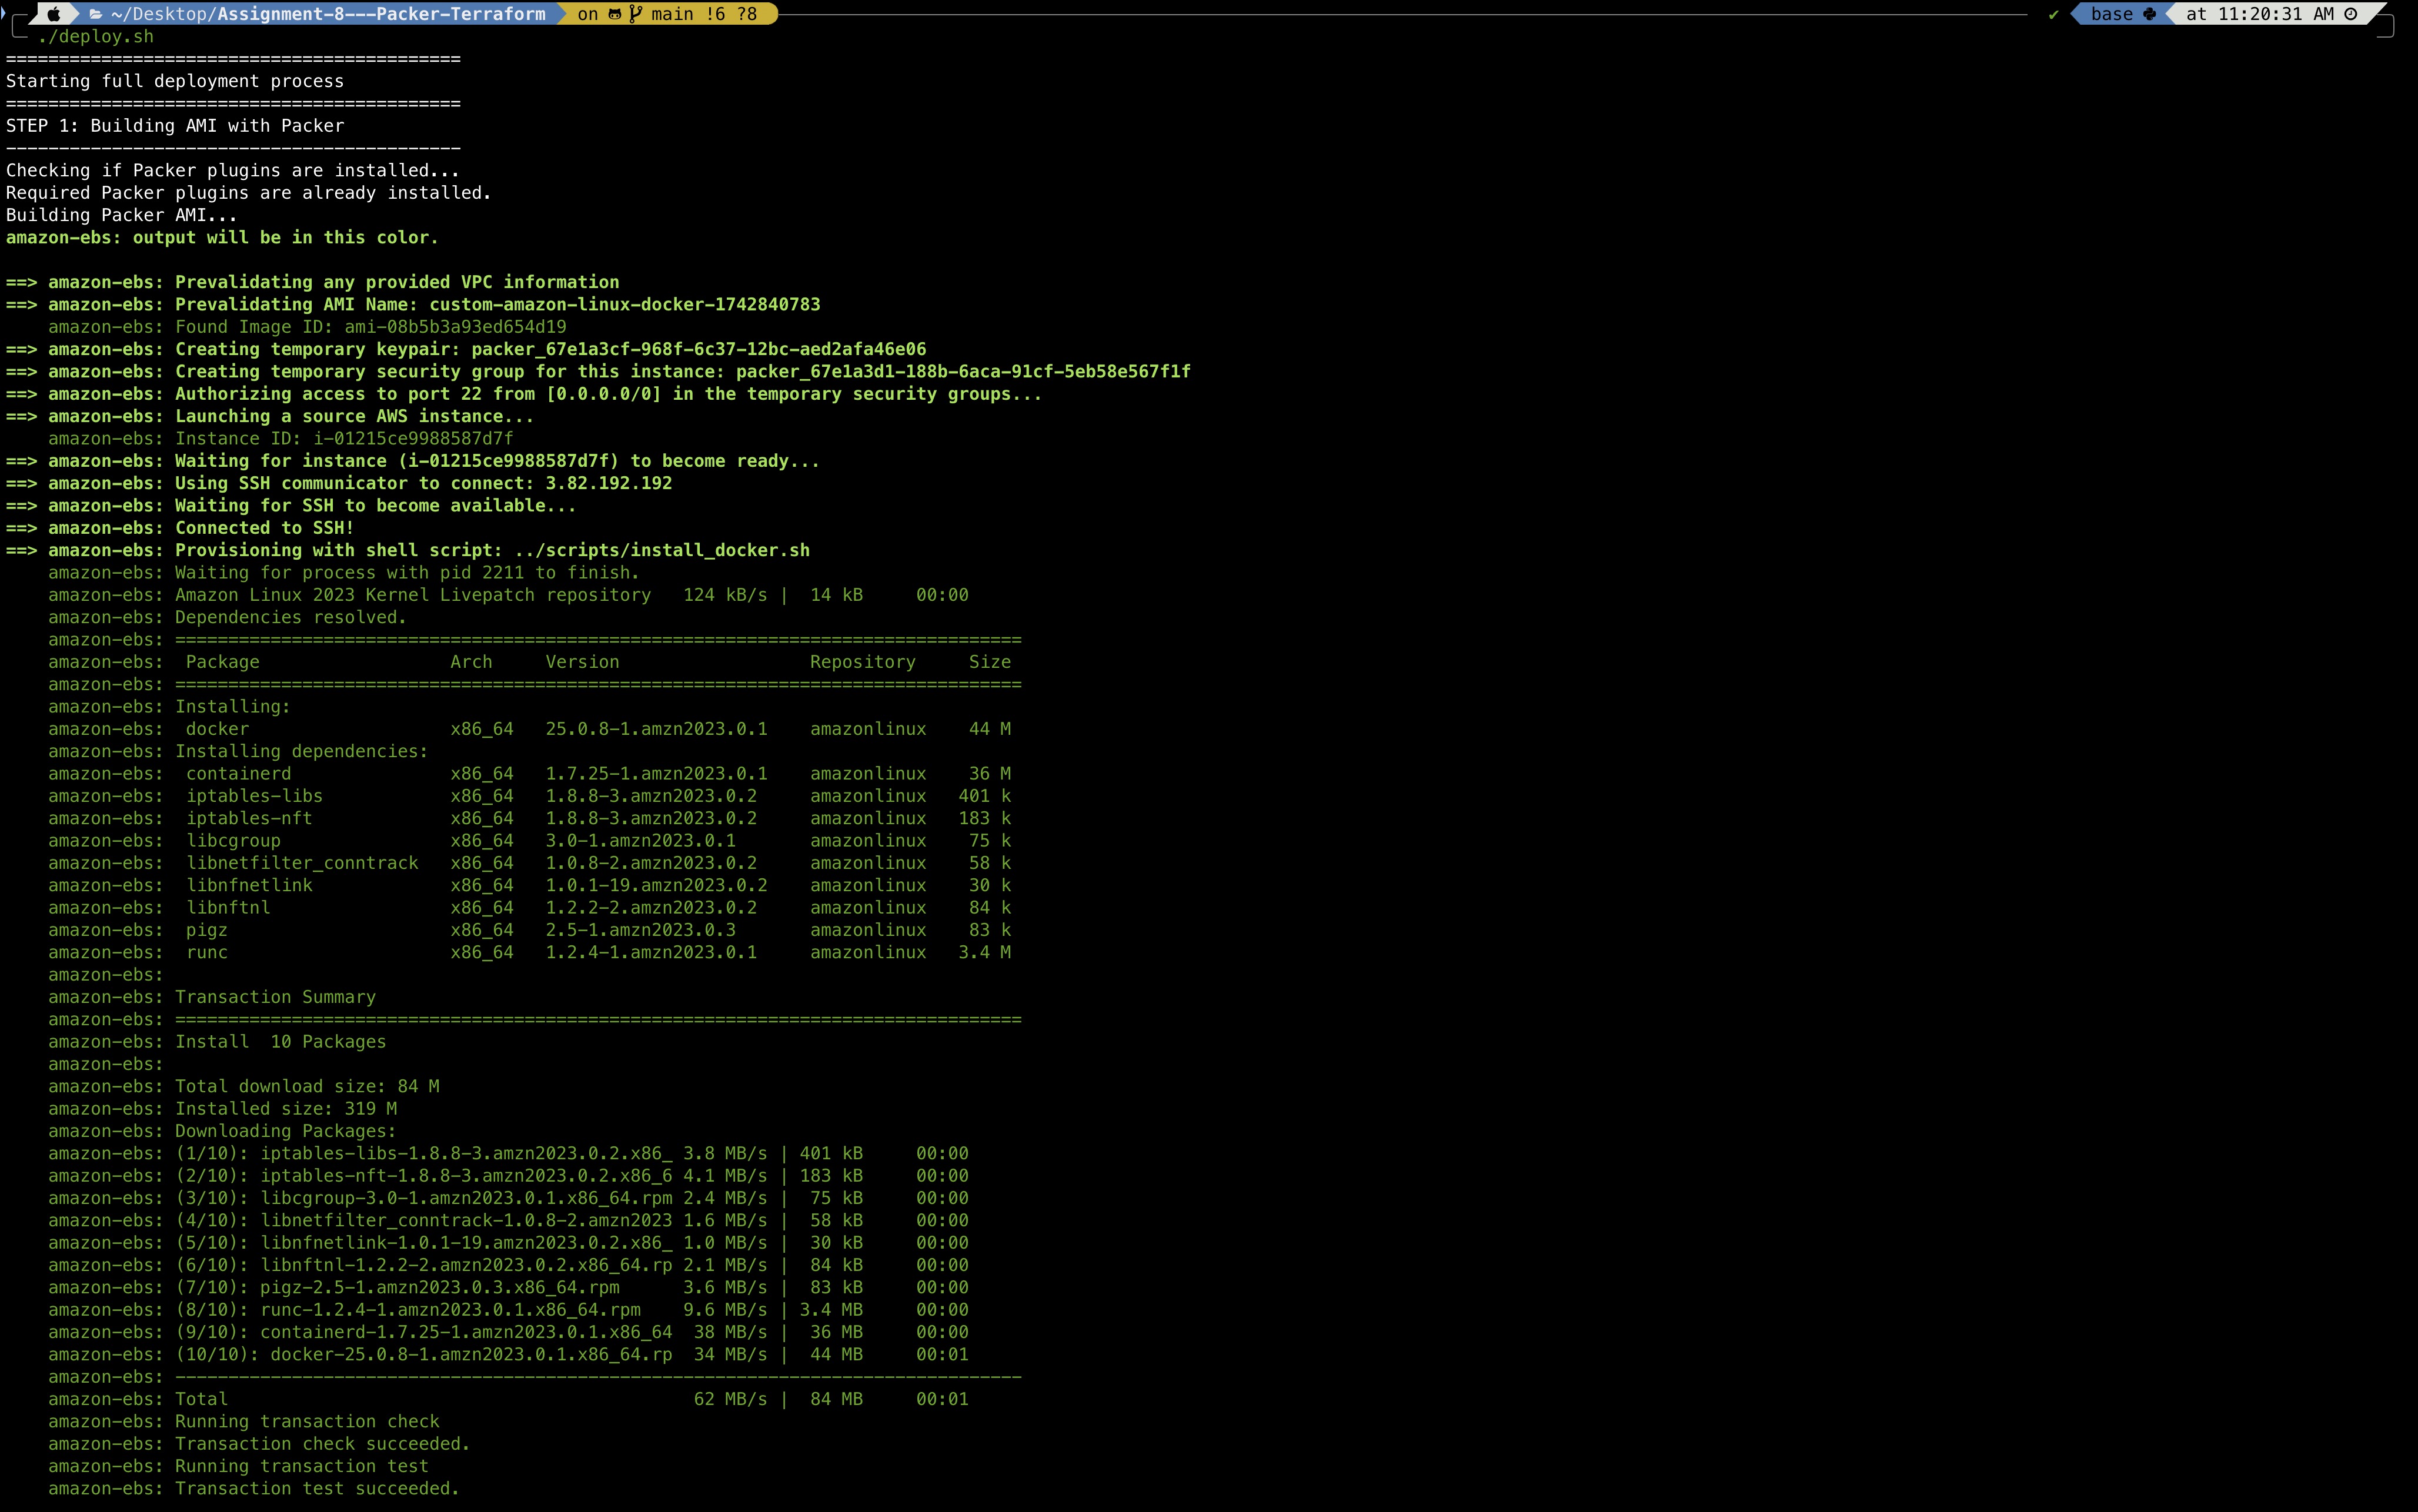 ~/Desktop/Assignment-8---Packer-Terraform on main !6 ?8 ✔ base at 11:20:31 AM
./deploy.sh
===========================================
Starting full deployment process
===========================================
STEP 1: Building AMI with Packer
-------------------------------------------
Checking if Packer plugins are installed...
Required Packer plugins are already installed.
Building Packer AMI...
amazon-ebs: output will be in this color.

==> amazon-ebs: Prevalidating any provided VPC information
==> amazon-ebs: Prevalidating AMI Name: custom-amazon-linux-docker-1742840783
    amazon-ebs: Found Image ID: ami-08b5b3a93ed654d19
==> amazon-ebs: Creating temporary keypair: packer_67e1a3cf-968f-6c37-12bc-aed2afa46e06
==> amazon-ebs: Creating temporary security group for this instance: packer_67e1a3d1-188b-6aca-91cf-5eb58e567f1f
==> amazon-ebs: Authorizing access to port 22 from [0.0.0.0/0] in the temporary security groups...
==> amazon-ebs: Launching a source AWS instance...
    amazon-ebs: Instance ID: i-01215ce9988587d7f
==> amazon-ebs: Waiting for instance (i-01215ce9988587d7f) to become ready...
==> amazon-ebs: Using SSH communicator to connect: 3.82.192.192
==> amazon-ebs: Waiting for SSH to become available...
==> amazon-ebs: Connected to SSH!
==> amazon-ebs: Provisioning with shell script: ../scripts/install_docker.sh
    amazon-ebs: Waiting for process with pid 2211 to finish.
    amazon-ebs: Amazon Linux 2023 Kernel Livepatch repository   124 kB/s |  14 kB     00:00
    amazon-ebs: Dependencies resolved.
    amazon-ebs: ================================================================================
    amazon-ebs:  Package                  Arch     Version                  Repository     Size
    amazon-ebs: ================================================================================
    amazon-ebs: Installing:
    amazon-ebs:  docker                   x86_64   25.0.8-1.amzn2023.0.1    amazonlinux    44 M
    amazon-ebs: Installing dependencies:
    amazon-ebs:  containerd               x86_64   1.7.25-1.amzn2023.0.1    amazonlinux    36 M
    amazon-ebs:  iptables-libs            x86_64   1.8.8-3.amzn2023.0.2     amazonlinux   401 k
    amazon-ebs:  iptables-nft             x86_64   1.8.8-3.amzn2023.0.2     amazonlinux   183 k
    amazon-ebs:  libcgroup                x86_64   3.0-1.amzn2023.0.1       amazonlinux    75 k
    amazon-ebs:  libnetfilter_conntrack   x86_64   1.0.8-2.amzn2023.0.2     amazonlinux    58 k
    amazon-ebs:  libnfnetlink             x86_64   1.0.1-19.amzn2023.0.2    amazonlinux    30 k
    amazon-ebs:  libnftnl                 x86_64   1.2.2-2.amzn2023.0.2     amazonlinux    84 k
    amazon-ebs:  pigz                     x86_64   2.5-1.amzn2023.0.3       amazonlinux    83 k
    amazon-ebs:  runc                     x86_64   1.2.4-1.amzn2023.0.1     amazonlinux   3.4 M
    amazon-ebs:
    amazon-ebs: Transaction Summary
    amazon-ebs: ================================================================================
    amazon-ebs: Install  10 Packages
    amazon-ebs:
    amazon-ebs: Total download size: 84 M
    amazon-ebs: Installed size: 319 M
    amazon-ebs: Downloading Packages:
    amazon-ebs: (1/10): iptables-libs-1.8.8-3.amzn2023.0.2.x86_ 3.8 MB/s | 401 kB     00:00
    amazon-ebs: (2/10): iptables-nft-1.8.8-3.amzn2023.0.2.x86_6 4.1 MB/s | 183 kB     00:00
    amazon-ebs: (3/10): libcgroup-3.0-1.amzn2023.0.1.x86_64.rpm 2.4 MB/s |  75 kB     00:00
    amazon-ebs: (4/10): libnetfilter_conntrack-1.0.8-2.amzn2023 1.6 MB/s |  58 kB     00:00
    amazon-ebs: (5/10): libnfnetlink-1.0.1-19.amzn2023.0.2.x86_ 1.0 MB/s |  30 kB     00:00
    amazon-ebs: (6/10): libnftnl-1.2.2-2.amzn2023.0.2.x86_64.rp 2.1 MB/s |  84 kB     00:00
    amazon-ebs: (7/10): pigz-2.5-1.amzn2023.0.3.x86_64.rpm      3.6 MB/s |  83 kB     00:00
    amazon-ebs: (8/10): runc-1.2.4-1.amzn2023.0.1.x86_64.rpm    9.6 MB/s | 3.4 MB     00:00
    amazon-ebs: (9/10): containerd-1.7.25-1.amzn2023.0.1.x86_64  38 MB/s |  36 MB     00:00
    amazon-ebs: (10/10): docker-25.0.8-1.amzn2023.0.1.x86_64.rp  34 MB/s |  44 MB     00:01
    amazon-ebs: --------------------------------------------------------------------------------
    amazon-ebs: Total                                            62 MB/s |  84 MB     00:01
    amazon-ebs: Running transaction check
    amazon-ebs: Transaction check succeeded.
    amazon-ebs: Running transaction test
    amazon-ebs: Transaction test succeeded.